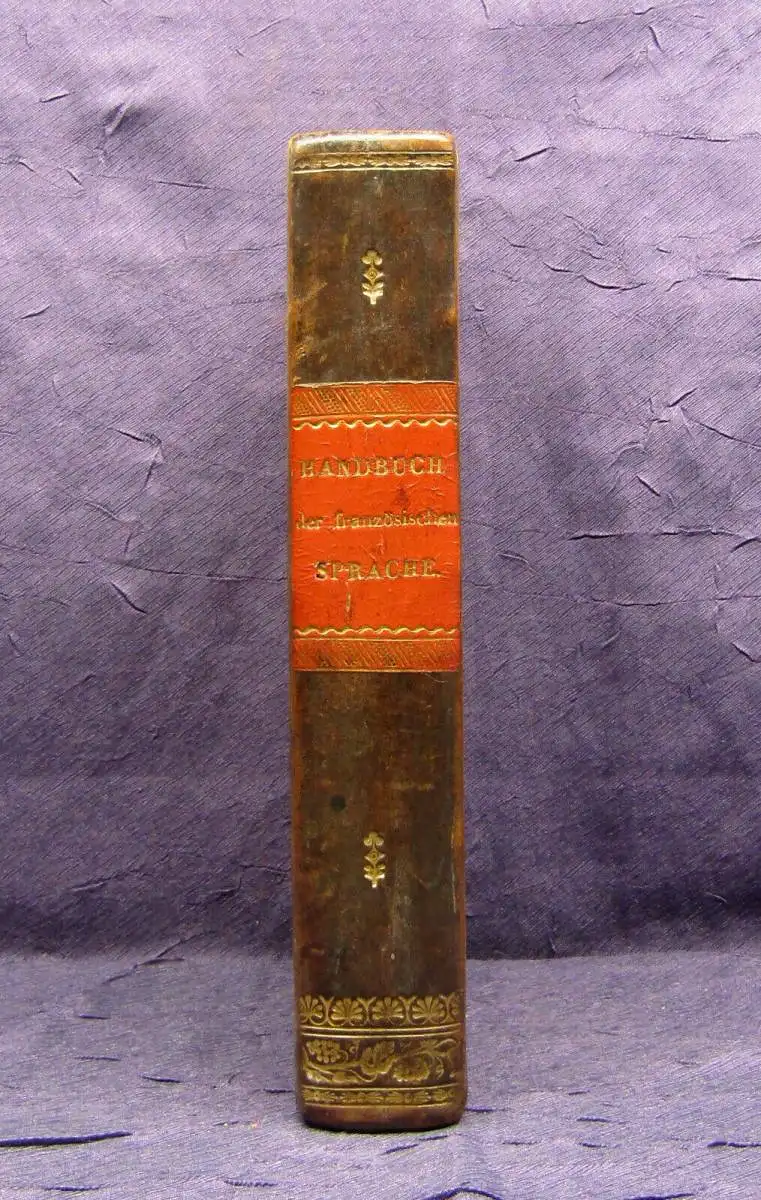 HANDBUCH
der französischen
SPRACHE.